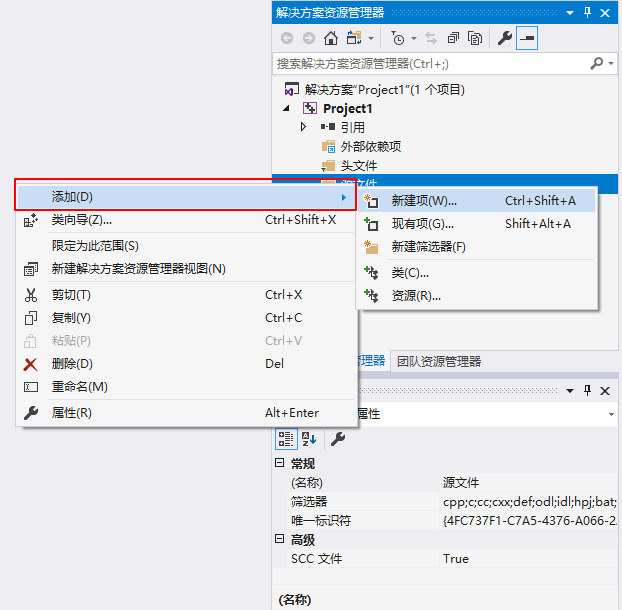 解决方案资源管理器
搜索解决方案资源管理器(Ctrl+;)
解决方案"Project1"(1 个项目)
Project1
引用
外部依赖项
头文件
添加(D)
类向导(Z)... Ctrl+Shift+X
限定为此范围(S)
新建解决方案资源管理器视图(N)
剪切(T) Ctrl+X
复制(Y) Ctrl+C
粘贴(P) Ctrl+V
删除(D) Del
重命名(M)
属性(R) Alt+Enter
新建项(W)... Ctrl+Shift+A
现有项(G)... Shift+Alt+A
新建筛选器(F)
类(C)...
资源(R)...
管理器 团队资源管理器
属性
常规
(名称) 源文件
筛选器 cpp;c;cc;cxx;def;odl;idl;hpj;bat;
唯一标识符 {4FC737F1-C7A5-4376-A066-2
高级
SCC 文件 True
(名称)